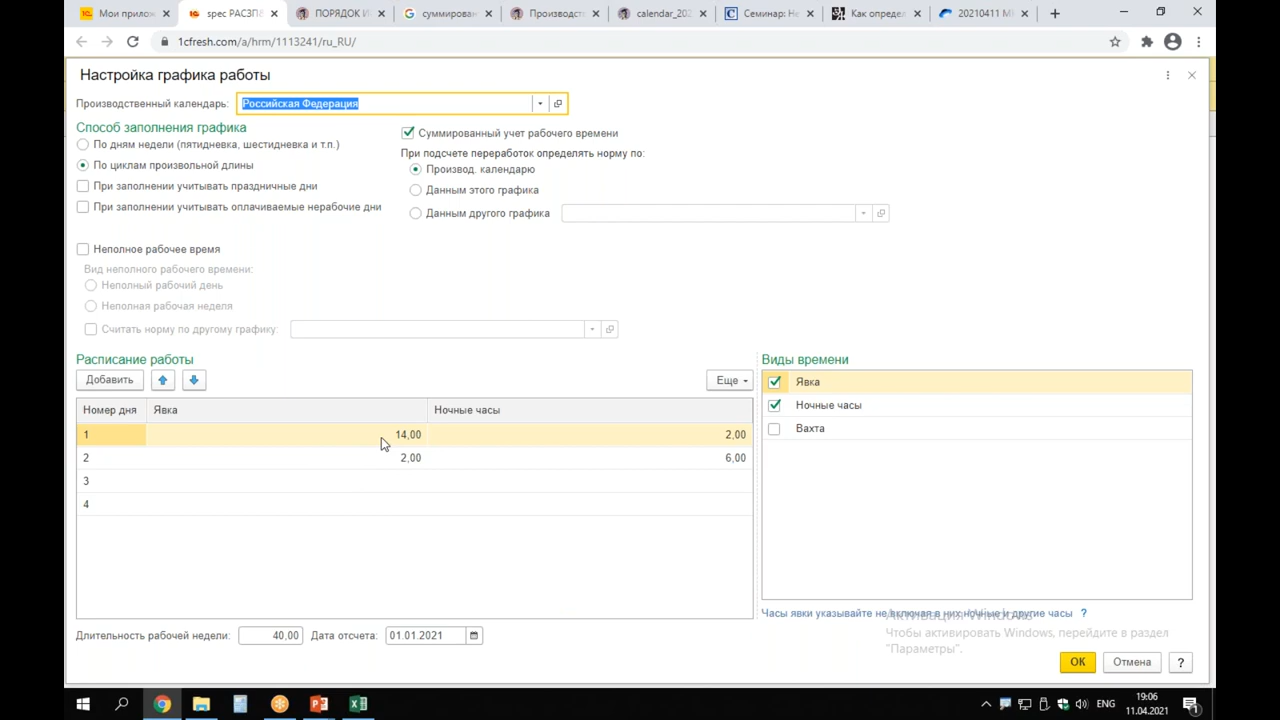 Мои прилож
spec РАСЗП
ПОРЯДОК И
суммирован
Производст
calendar_202
Семинар: Не
Как определ
20210411 М
1cfresh.com/a/hrm/1113241/ru_RU/
Настройка графика работы
Производственный календарь: Российская Федерация
Способ заполнения графика
По дням недели (пятидневка, шестидневка и т.п.)
По циклам произвольной длины
При заполнении учитывать праздничные дни
При заполнении учитывать оплачиваемые нерабочие дни
Суммированный учет рабочего времени
При подсчете переработок определять норму по:
Производ. календарю
Данным этого графика
Данным другого графика
Неполное рабочее время
Вид неполного рабочего времени:
Неполный рабочий день
Неполная рабочая неделя
Считать норму по другому графику:
Расписание работы
Добавить
Еще
Номер дня Явка Ночные часы
1 14,00 2,00
2 2,00 6,00
3
4
Виды времени
Явка
Ночные часы
Вахта
Часы явки указывайте не включая в них ночные и другие часы ?
Активация Windows
Чтобы активировать Windows, перейдите в раздел
"Параметры".
Длительность рабочей недели: 40,00 Дата отсчета: 01.01.2021
ОК Отмена ?
ENG
19:06
11.04.2021
1